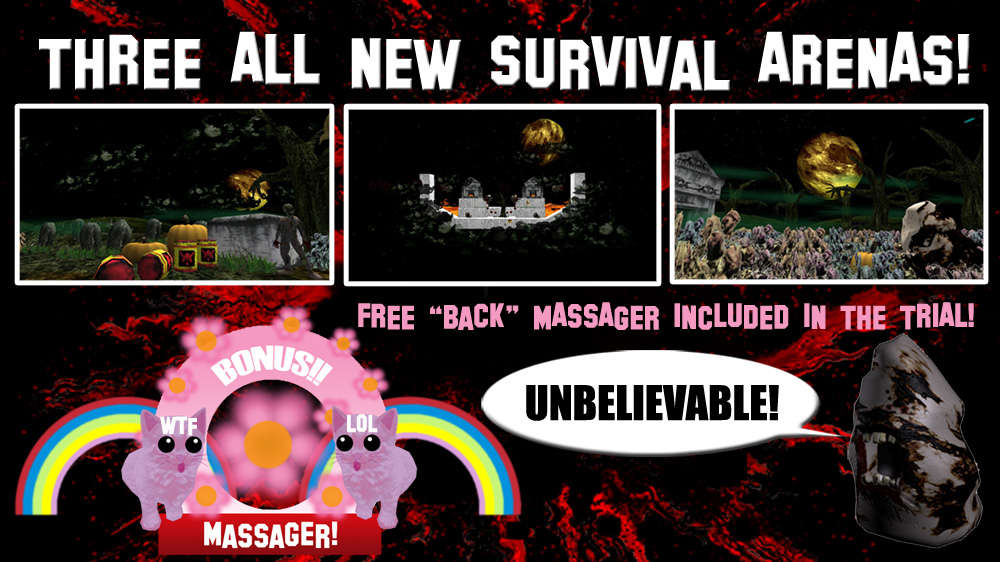 THREE ALL NEW SURVIVAL ARENAS!
FREE “BACK” MASSAGER INCLUDED IN THE TRIAL!
BONUS!!
WTF
LOL
MASSAGER!
UNBELIEVABLE!